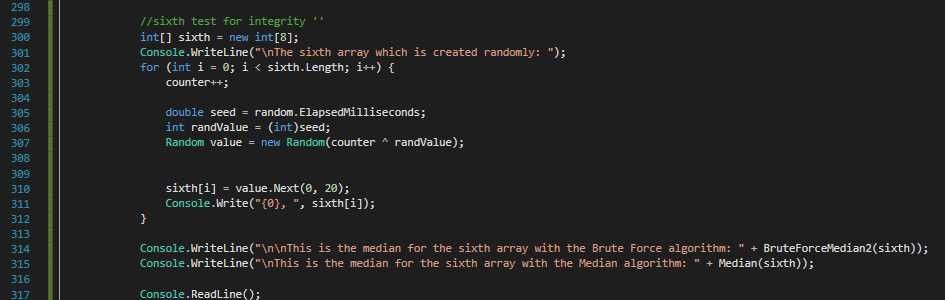 298
299 //sixth test for integrity ''
300 int[] sixth = new int[8];
301 Console.WriteLine("\nThe sixth array which is created randomly: ");
302 for (int i = 0; i < sixth.Length; i++) {
303 counter++;
304
305 double seed = random.ElapsedMilliseconds;
306 int randValue = (int)seed;
307 Random value = new Random(counter ^ randValue);
308
309
310 sixth[i] = value.Next(0, 20);
311 Console.Write("{0}, ", sixth[i]);
312 }
313
314 Console.WriteLine("\n\nThis is the median for the sixth array with the Brute Force algorithm: " + BruteForceMedian2(sixth));
315 Console.WriteLine("\nThis is the median for the sixth array with the Median algorithm: " + Median(sixth));
316
317 Console.ReadLine();